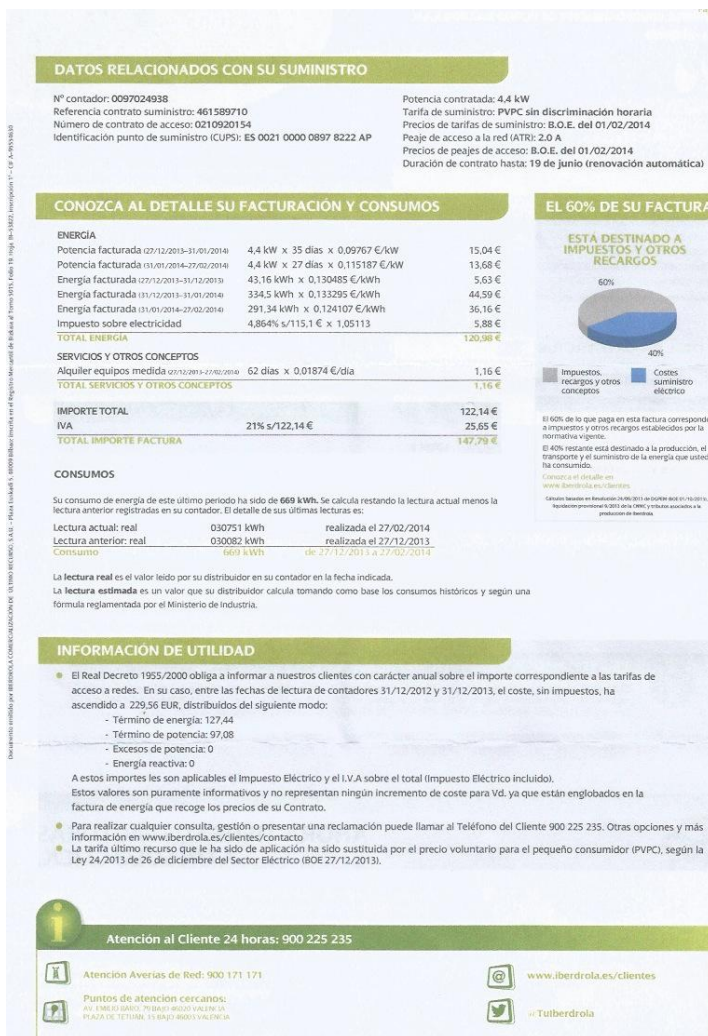 DATOS RELACIONADOS CON SU SUMINISTRO
Nº contador: 0097024938
Referencia contrato suministro: 461589710
Número de contrato de acceso: 0210920154
Identificación punto de suministro (CUPS): ES 0021 0000 0897 8222 AP
Potencia contratada: 4,4 kW
Tarifa de suministro: PVPC sin discriminación horaria
Precios de tarifas de suministro: B.O.E. del 01/02/2014
Peaje de acceso a la red (ATR): 2.0 A
Precios de peajes de acceso: B.O.E. del 01/02/2014
Duración de contrato hasta: 19 de junio (renovación automática)
CONOZCA AL DETALLE SU FACTURACIÓN Y CONSUMOS
ENERGÍA
Potencia facturada (27/12/2013-31/01/2014) 4,4 kW x 35 días x 0,09767 €/kW 15,04 €
Potencia facturada (31/01/2014-27/02/2014) 4,4 kW x 27 días x 0,115187 €/kW 13,68 €
Energía facturada (27/12/2013-31/12/2013) 43,16 kWh x 0,130485 €/kWh 5,63 €
Energía facturada (31/12/2013-31/01/2014) 334,5 kWh x 0,133295 €/kWh 44,59 €
Energía facturada (31/01/2014-27/02/2014) 291,34 kWh x 0,124107 €/kWh 36,16 €
Impuesto sobre electricidad 4,864% s/115,1 € x 1,05113 5,88 €
TOTAL ENERGÍA 120,98 €
SERVICIOS Y OTROS CONCEPTOS
Alquiler equipos medida (27/12/2013-27/02/2014) 62 días x 0,01874 €/día 1,16 €
TOTAL SERVICIOS Y OTROS CONCEPTOS 1,16 €
IMPORTE TOTAL 122,14 €
IVA 21% s/122,14 € 25,65 €
TOTAL IMPORTE FACTURA 147,79 €
CONSUMOS
Su consumo de energía de este último periodo ha sido de 669 kWh. Se calcula restando la lectura actual menos la
lectura anterior registradas en su contador. El detalle de sus últimas lecturas es:
Lectura actual: real 030751 kWh realizada el 27/02/2014
Lectura anterior: real 030082 kWh realizada el 27/12/2013
Consumo 669 kWh de 27/12/2013 a 27/02/2014
La lectura real es el valor leído por su distribuidor en su contador en la fecha indicada.
La lectura estimada es un valor que su distribuidor calcula tomando como base los consumos históricos y según una
fórmula reglamentada por el Ministerio de Industria.
EL 60% DE SU FACTURA
ESTÁ DESTINADO A
IMPUESTOS Y OTROS
RECARGOS
60%
40%
Impuestos, recargos y otros conceptos
Costes suministro eléctrico
El 60% de lo que paga en esta factura corresponde
a impuestos y otros recargos establecidos por la
normativa vigente.
El 40% restante está destinado a la producción, el
transporte y el suministro de la energía que usted
ha consumido.
Conozca el detalle en
www.iberdrola.es/clientes
INFORMACIÓN DE UTILIDAD
El Real Decreto 1955/2000 obliga a informar a nuestros clientes con carácter anual sobre el importe correspondiente a las tarifas de
acceso a redes. En su caso, entre las fechas de lectura de contadores 31/12/2012 y 31/12/2013, el coste, sin impuestos, ha
ascendido a 229,56 EUR, distribuidos del siguiente modo:
- Término de energía: 127,44
- Término de potencia: 97,08
- Excesos de potencia: 0
- Energía reactiva: 0
A estos importes les son aplicables el Impuesto Eléctrico y el I.V.A sobre el total (Impuesto Eléctrico incluido).
Estos valores son puramente informativos y no representan ningún incremento de coste para Vd. ya que están englobados en la
factura de energía que recoge los precios de su Contrato.
Para realizar cualquier consulta, gestión o presentar una reclamación puede llamar al Teléfono del Cliente 900 225 235. Otras opciones y más
información en www.iberdrola.es/clientes/contacto
La tarifa último recurso que le ha sido de aplicación ha sido sustituida por el precio voluntario para el pequeño consumidor (PVPC), según la
Ley 24/2013 de 26 de diciembre del Sector Eléctrico (BOE 27/12/2013).
i
Atención al Cliente 24 horas: 900 225 235
Atención Averías de Red: 900 171 171
Puntos de atención cercanos:
AV. EMILIO BARÓ, 79 BAJO 46020 VALENCIA
PLAZA DE TETUÁN, 15 BAJO 46003 VALENCIA
@ www.iberdrola.es/clientes
TuIberdrola